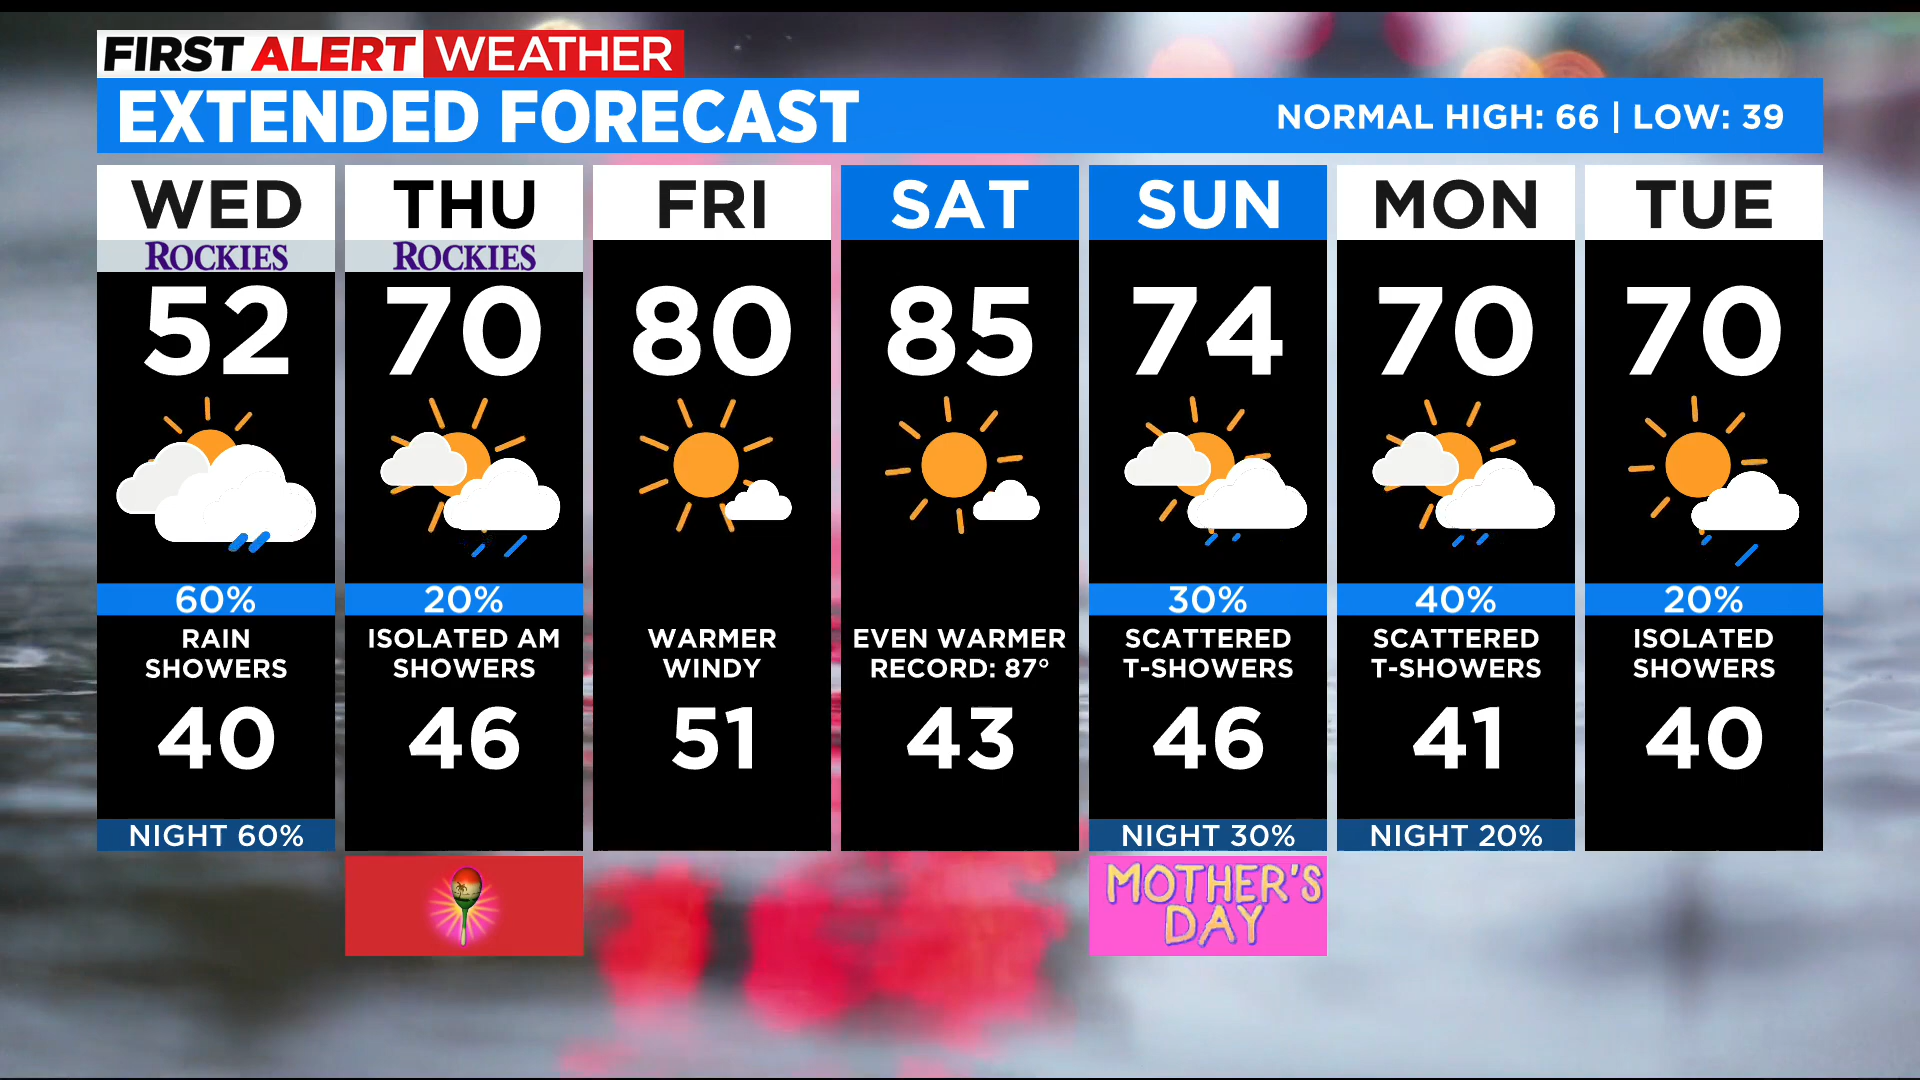 FIRST ALERT WEATHER
EXTENDED FORECAST
NORMAL HIGH: 66 | LOW: 39
WED
ROCKIES
52
60%
RAIN
SHOWERS
40
NIGHT 60%
THU
ROCKIES
70
20%
ISOLATED AM
SHOWERS
46
FRI
80
WARMER
WINDY
51
SAT
85
EVEN WARMER
RECORD: 87°
43
SUN
74
30%
SCATTERED
T-SHOWERS
46
NIGHT 30%
MOTHER'S
DAY
MON
70
40%
SCATTERED
T-SHOWERS
41
NIGHT 20%
TUE
70
20%
ISOLATED
SHOWERS
40